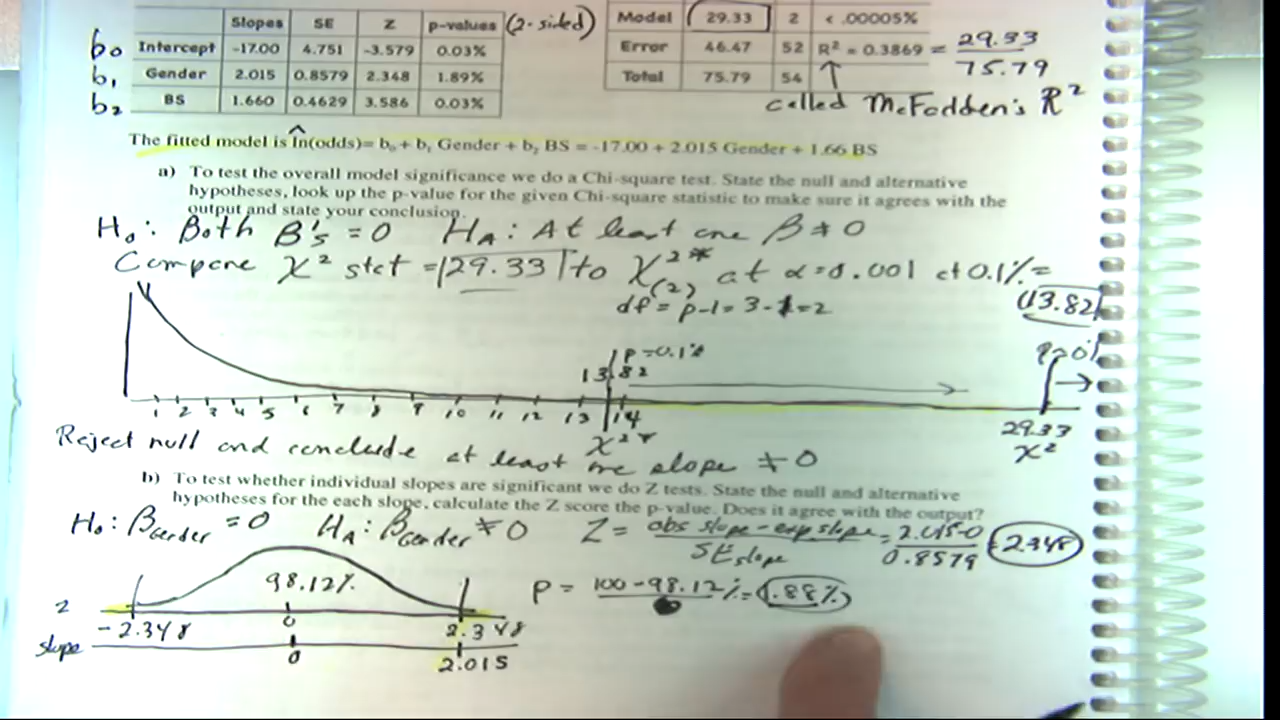 Slopes SE Z p-values (2-sided)
b0 Intercept -17.00 4.751 -3.579 0.03%
b1 Gender 2.015 0.8579 2.348 1.89%
b2 BS 1.660 0.4629 3.586 0.03%
Model 29.33 2 < .00005%
Error 46.47 52 R² = 0.3869 = 29.33
Total 75.79 54 75.79
called McFadden's R²
The fitted model is ln(odds)= b₀ + b₁ Gender + b₂ BS = -17.00 + 2.015 Gender + 1.66 BS
a) To test the overall model significance we do a Chi-square test. State the null and alternative
hypotheses, look up the p-value for the given Chi-square statistic to make sure it agrees with the
output and state your conclusion.
H₀: Both B's = 0 H_A: At least one β ≠ 0
Compare χ² stat = 29.33 to χ²*(2) at α=0.001 0.1% =
df = p-1 = 3-1=2 13.82
p=0.1%
13.82
p≈0%
1 2 3 4 5 6 7 8 9 10 11 12 13 14
χ²* 29.33
χ²
Reject null and conclude at least one slope ≠ 0
b) To test whether individual slopes are significant we do Z tests. State the null and alternative
hypotheses for the each slope, calculate the Z score the p-value. Does it agree with the output?
H₀: β Gender = 0 H_A: β Gender ≠ 0 Z = obs slope - exp slope = 2.015-0 = 2.348
SE slope 0.8579
98.12% P = 100-98.12% = 1.88%
Z -2.348 0 2.348
slope 0 2.015